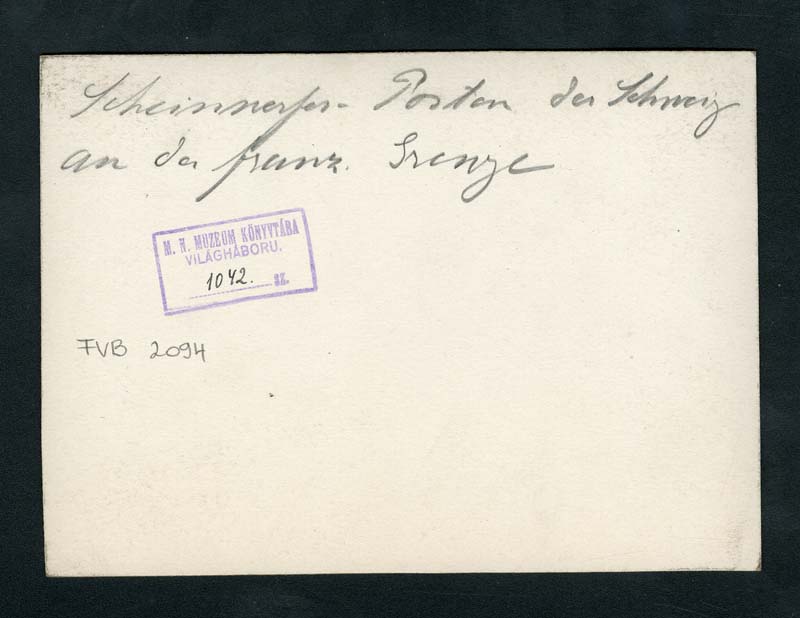 Scheinwerfer-Posten der Schweiz
an der franz. Grenze
M. N. MUZEUM KÖNYVTÁRA
VILÁGHÁBORU.
1042. SZ.
FVB 2094